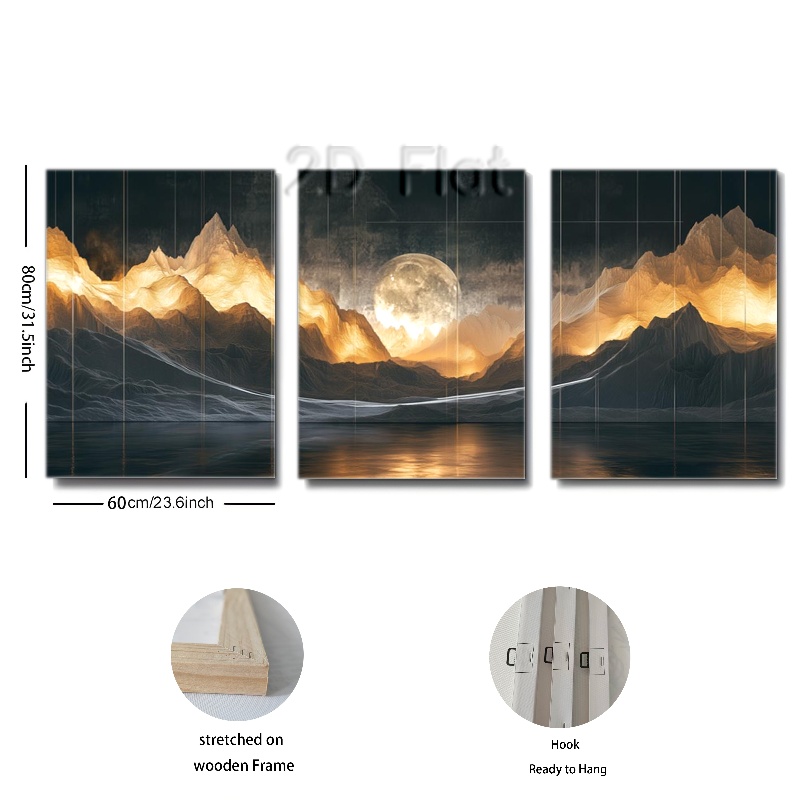 2D Flat
80cm/31.5inch
60cm/23.6inch
stretched on
wooden Frame
Hook
Ready to Hang